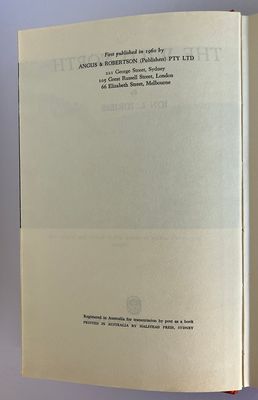 First published in 1960 by
ANGUS & ROBERTSON (Publishers) PTY LTD
221 George Street, Sydney
105 Great Russell Street, London
66 Elizabeth Street, Melbourne
Registered in Australia for transmission by post as a book
PRINTED IN AUSTRALIA BY HALSTEAD PRESS, SYDNEY